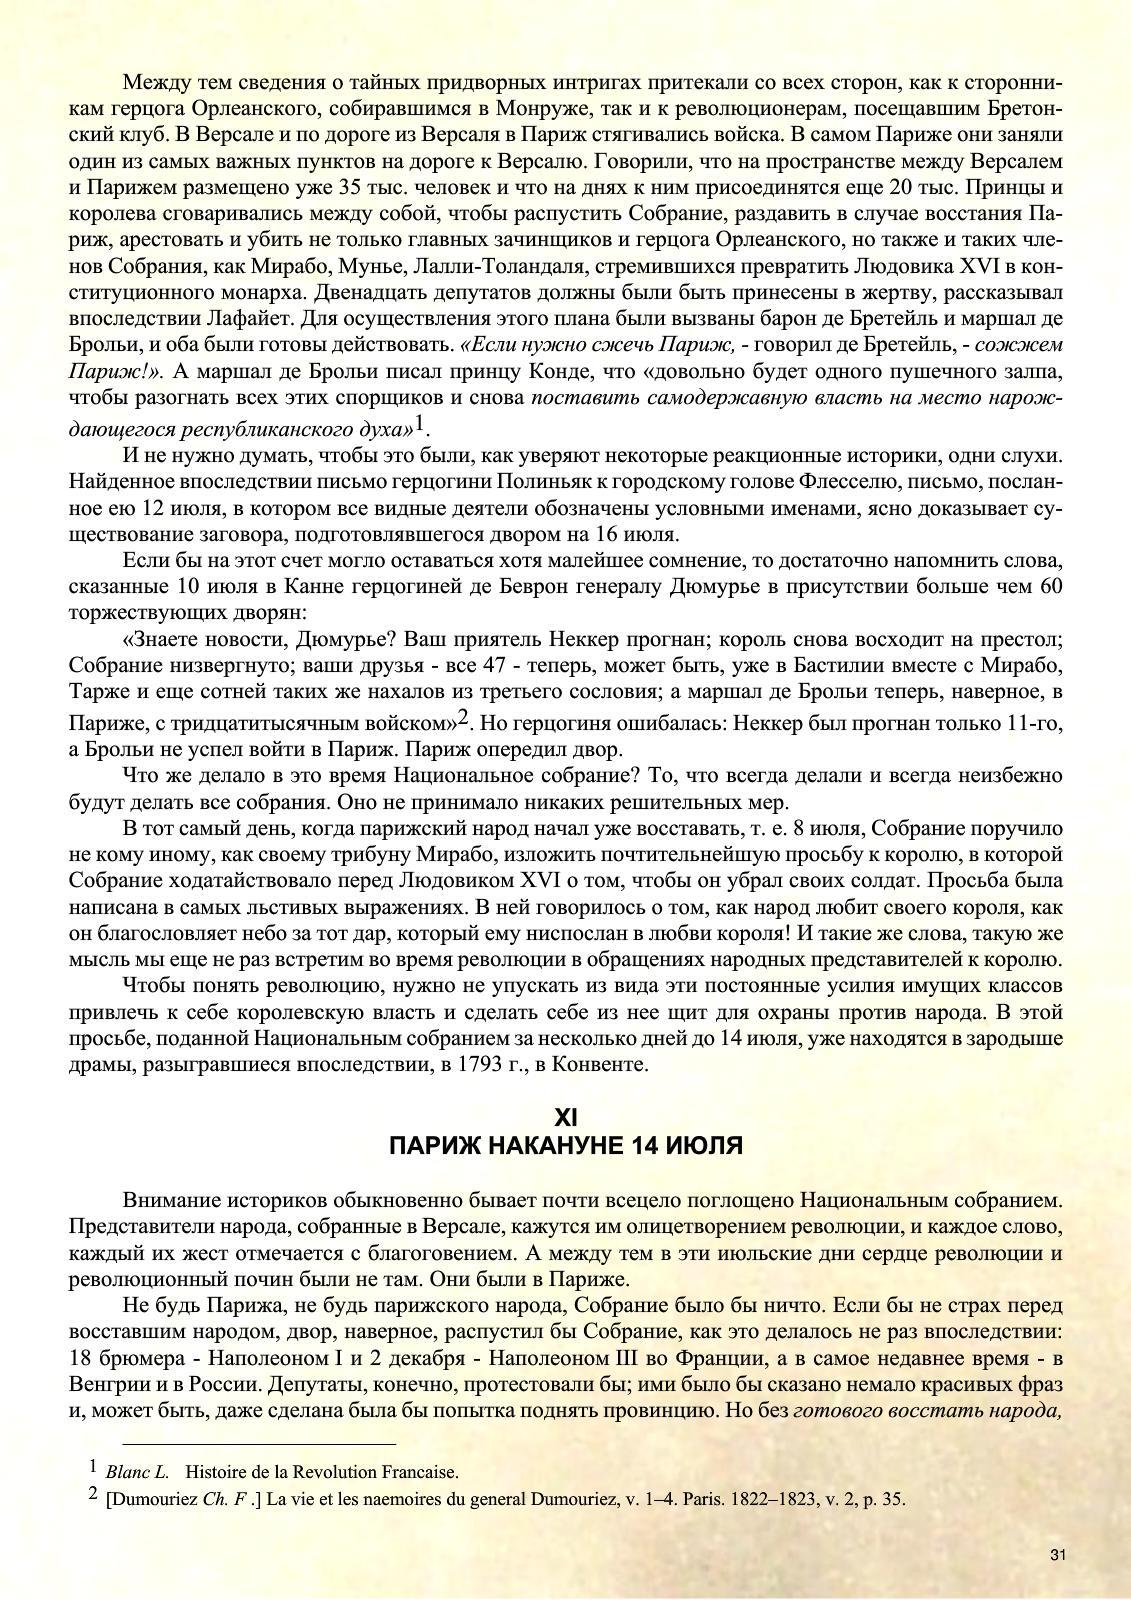 Между тем сведения о тайных придворных интригах притекали со всех сторон, как к сторонни-
кам герцога Орлеанского, собиравшимся в Монруже, так и к революционерам, посещавшим Бретон-
ский клуб. В Версале и по дороге из Версаля в Париж стягивались войска. В самом Париже они заняли
один из самых важных пунктов на дороге к Версалю. Говорили, что на пространстве между Версалем
и Парижем размещено уже 35 тыс. человек и что на днях к ним присоединятся еще 20 тыс. Принцы и
королева сговаривались между собой, чтобы распустить Собрание, раздавить в случае восстания Па-
риж, арестовать и убить не только главных зачинщиков и герцога Орлеанского, но также и таких чле-
нов Собрания, как Мирабо, Мунье, Лалли-Толандаля, стремившихся превратить Людовика XVI в кон-
ституционного монарха. Двенадцать депутатов должны были быть принесены в жертву, рассказывал
впоследствии Лафайет. Для осуществления этого плана были вызваны барон де Бретейль и маршал де
Брольи, и оба были готовы действовать. «Если нужно сжечь Париж, - говорил де Бретейль, - сожжем
Париж!». А маршал де Брольи писал принцу Конде, что «довольно будет одного пушечного залпа,
чтобы разогнать всех этих спорщиков и снова поставить самодержавную власть на место нарож-
дающегося республиканского духа»1.
И не нужно думать, чтобы это были, как уверяют некоторые реакционные историки, одни слухи.
Найденное впоследствии письмо герцогини Полиньяк к городскому голове Флесселю, письмо, послан-
ное ею 12 июля, в котором все видные деятели обозначены условными именами, ясно доказывает су-
ществование заговора, подготовлявшегося двором на 16 июля.
Если бы на этот счет могло оставаться хотя малейшее сомнение, то достаточно напомнить слова,
сказанные 10 июля в Канне герцогиней де Беврон генералу Дюмурье в присутствии больше чем 60
торжествующих дворян:
«Знаете новости, Дюмурье? Ваш приятель Неккер прогнан; король снова восходит на престол;
Собрание низвергнуто; ваши друзья - все 47 - теперь, может быть, уже в Бастилии вместе с Мирабо,
Тарже и еще сотней таких же нахалов из третьего сословия; а маршал де Брольи теперь, наверное, в
Париже, с тридцатитысячным войском»2. Но герцогиня ошибалась: Неккер был прогнан только 11-го,
а Брольи не успел войти в Париж. Париж опередил двор.
Что же делало в это время Национальное собрание? То, что всегда делали и всегда неизбежно
будут делать все собрания. Оно не принимало никаких решительных мер.
В тот самый день, когда парижский народ начал уже восставать, т. е. 8 июля, Собрание поручило
не кому иному, как своему трибуну Мирабо, изложить почтительнейшую просьбу к королю, в которой
Собрание ходатайствовало перед Людовиком XVI о том, чтобы он убрал своих солдат. Просьба была
написана в самых льстивых выражениях. В ней говорилось о том, как народ любит своего короля, как
он благословляет небо за тот дар, который ему ниспослан в любви короля! И такие же слова, такую же
мысль мы еще не раз встретим во время революции в обращениях народных представителей к королю.
Чтобы понять революцию, нужно не упускать из вида эти постоянные усилия имущих классов
привлечь к себе королевскую власть и сделать себе из нее щит для охраны против народа. В этой
просьбе, поданной Национальным собранием за несколько дней до 14 июля, уже находятся в зародыше
драмы, разыгравшиеся впоследствии, в 1793 г., в Конвенте.
XI
ПАРИЖ НАКАНУНЕ 14 ИЮЛЯ
Внимание историков обыкновенно бывает почти всецело поглощено Национальным собранием.
Представители народа, собранные в Версале, кажутся им олицетворением революции, и каждое слово,
каждый их жест отмечается с благоговением. А между тем в эти июльские дни сердце революции и
революционный почин были не там. Они были в Париже.
Не будь Парижа, не будь парижского народа, Собрание было бы ничто. Если бы не страх перед
восставшим народом, двор, наверное, распустил бы Собрание, как это делалось не раз впоследствии:
18 брюмера - Наполеоном I и 2 декабря - Наполеоном III во Франции, а в самое недавнее время - в
Венгрии и в России. Депутаты, конечно, протестовали бы; ими было бы сказано немало красивых фраз
и, может быть, даже сделана была бы попытка поднять провинцию. Но без готового восстать народа,
1 Blanc L. Histoire de la Revolution Francaise.
2 [Dumouriez Ch. F .] La vie et les naemoires du general Dumouriez, v. 1–4. Paris. 1822–1823, v. 2, p. 35.
31